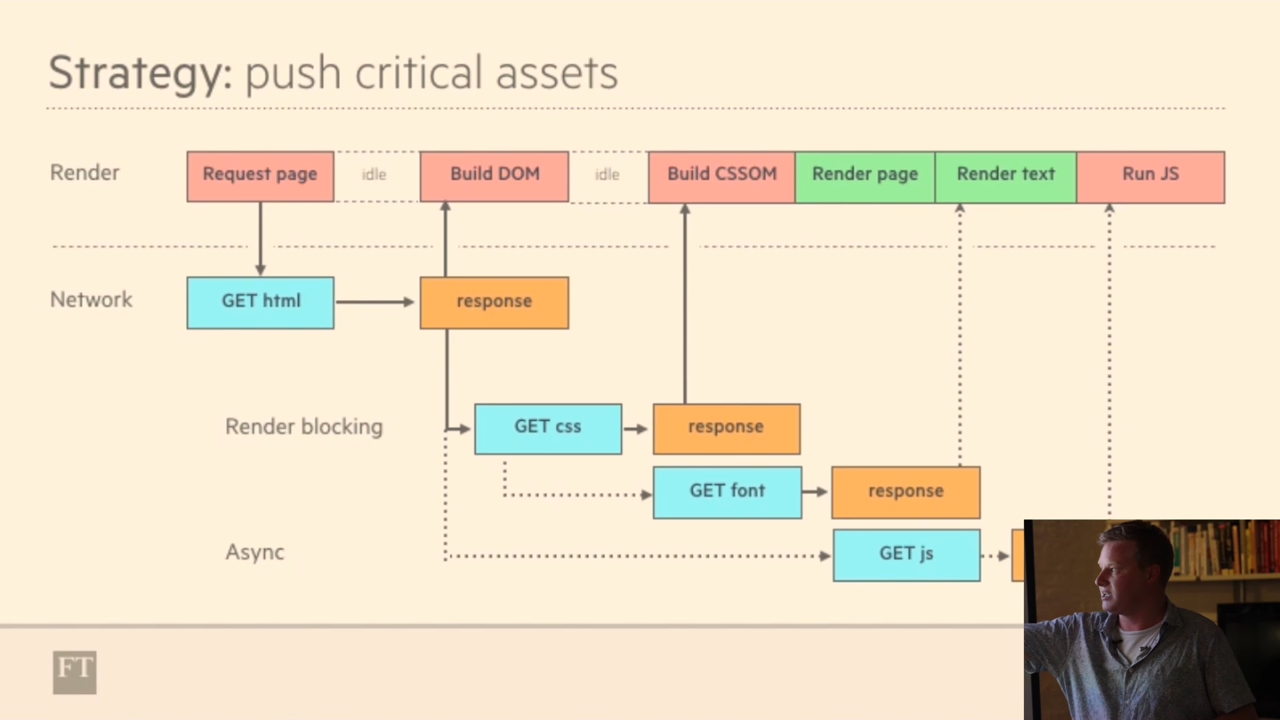 Strategy: push critical assets
Render
Request page
idle
Build DOM
idle
Build CSSOM
Render page
Render text
Run JS
Network
GET html
response
Render blocking
GET css
response
GET font
response
Async
GET js
FT